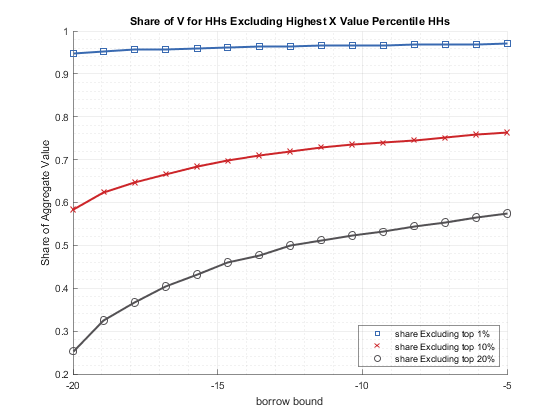 Share of V for HHs Excluding Highest X Value Percentile HHs
1
0.9
0.8
0.7
0.6
0.5
0.4
0.3
0.2
Share of Aggregate Value
-20
-15
-10
-5
borrow bound
share Excluding top 1%
share Excluding top 10%
share Excluding top 20%